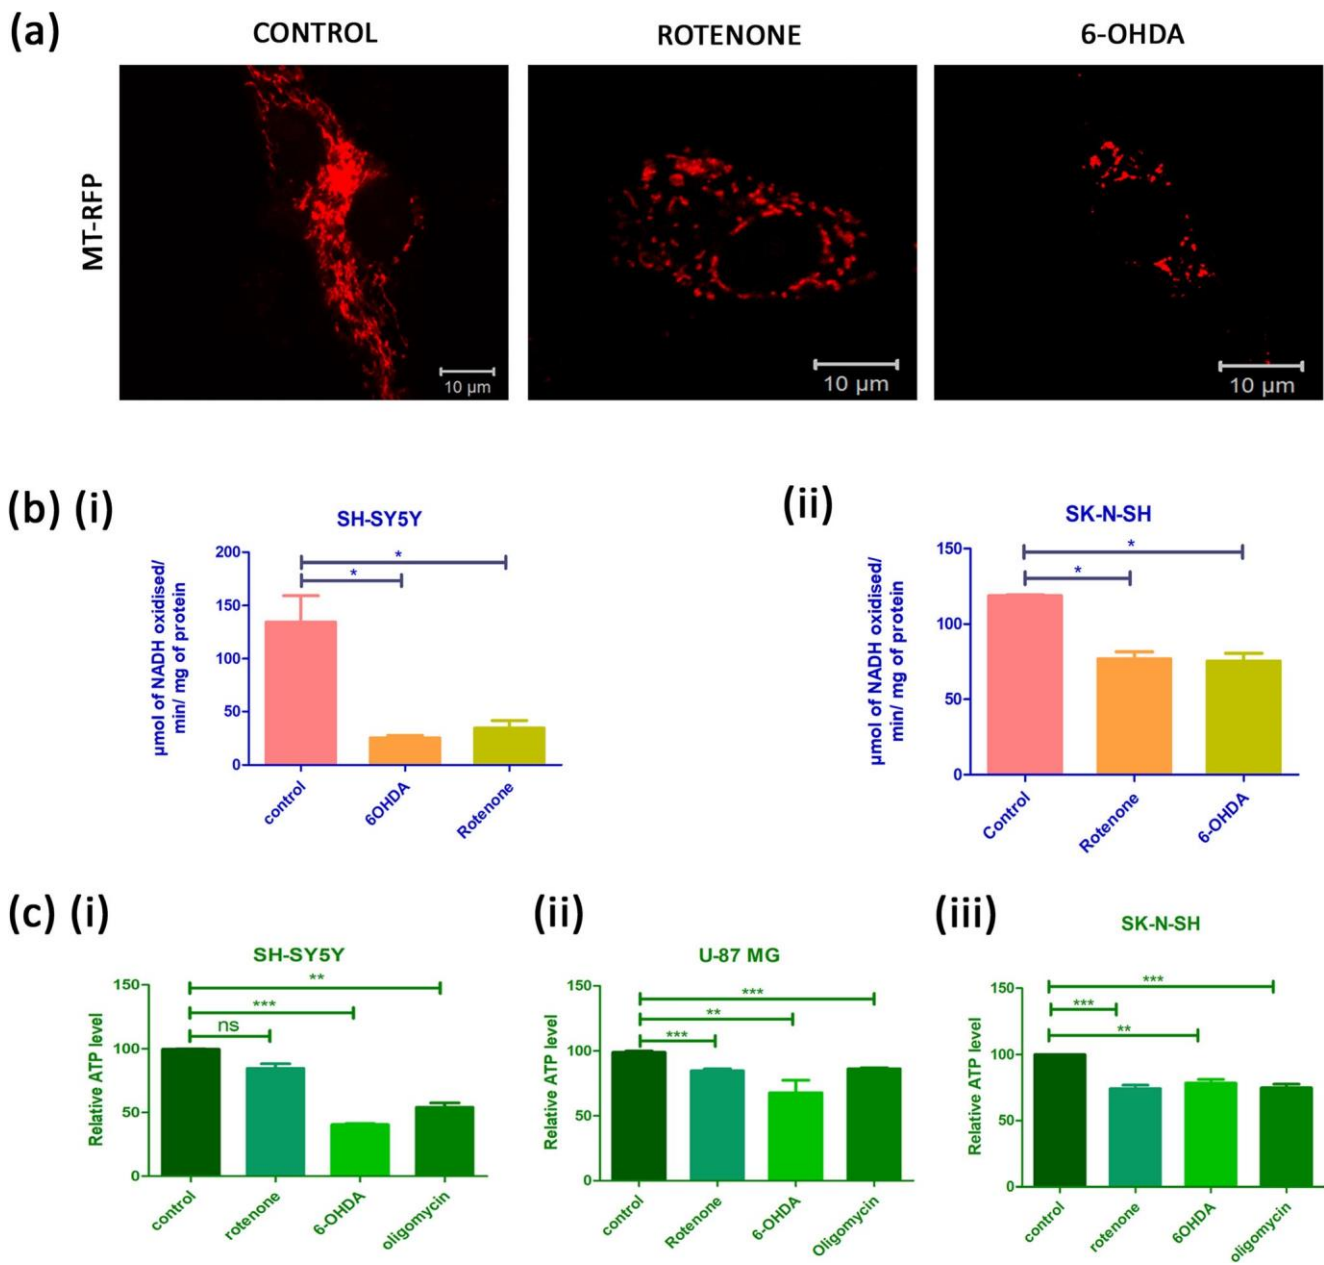 (a)
CONTROL
ROTENONE
6-OHDA
MT-RFP
10 µm
10 µm
10 µm
(b) (i)
SH-SY5Y
µmol of NADH oxidised/
min/ mg of protein
200
150
100
50
0
*
*
control
6OHDA
Rotenone
(ii)
SK-N-SH
µmol of NADH oxidised/
min/ mg of protein
150
100
50
0
*
*
Control
Rotenone
6-OHDA
(c) (i)
SH-SY5Y
Relative ATP level
150
100
50
0
**
***
ns
control
rotenone
6-OHDA
oligomycin
(ii)
U-87 MG
Relative ATP level
150
100
50
0
***
**
***
control
Rotenone
6-OHDA
Oligomycin
(iii)
SK-N-SH
Relative ATP level
150
100
50
0
***
***
**
control
rotenone
6OHDA
oligomycin